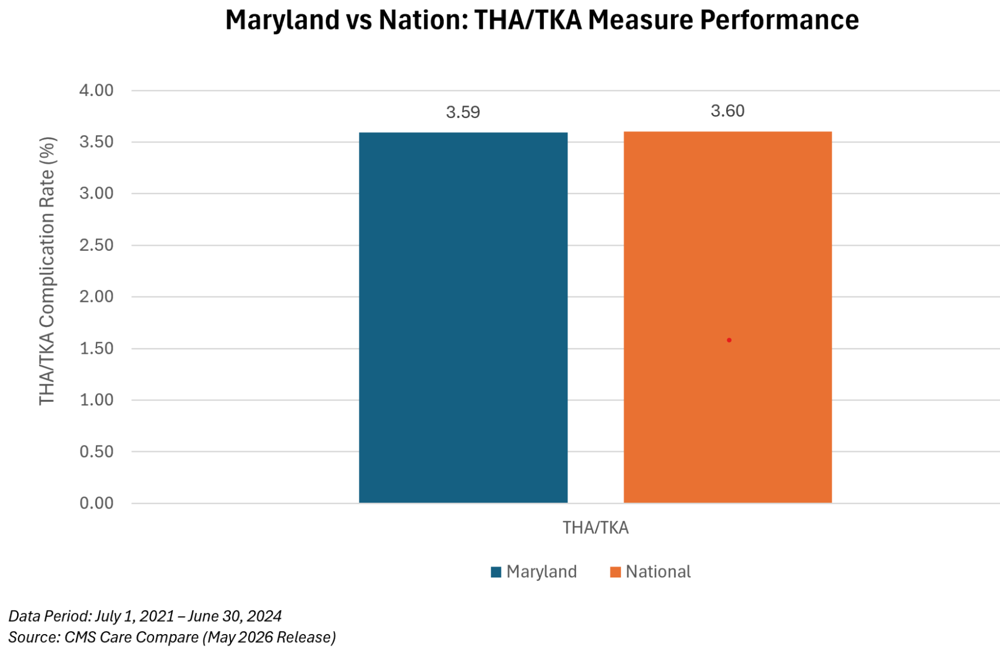 Maryland vs Nation: THA/TKA Measure Performance
THA/TKA Complication Rate (%)
4.00
3.50
3.00
2.50
2.00
1.50
1.00
0.50
0.00
3.59
3.60
THA/TKA
Maryland
National
Data Period: July 1, 2021 – June 30, 2024
Source: CMS Care Compare (May 2026 Release)